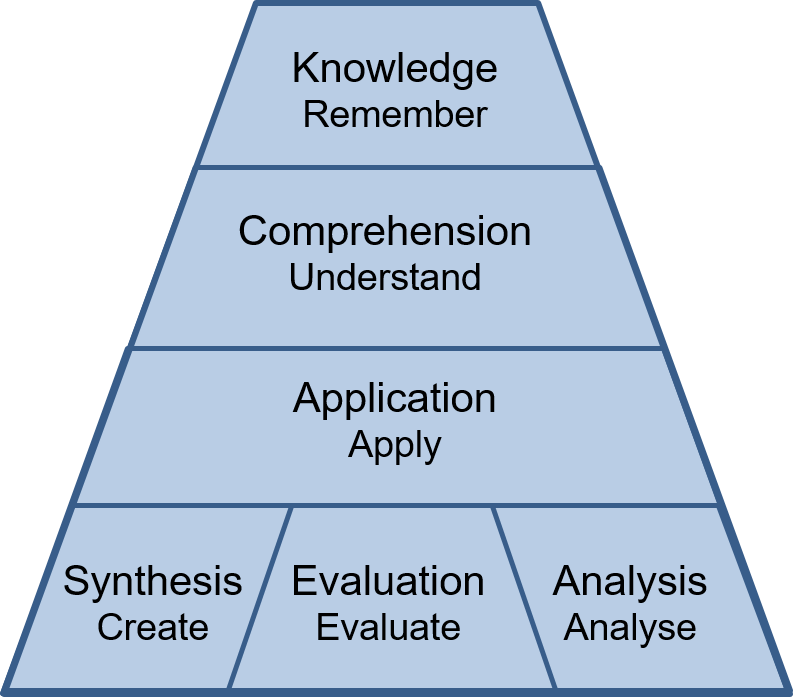 Knowledge
Remember
Comprehension
Understand
Application
Apply
Synthesis
Create
Evaluation
Evaluate
Analysis
Analyse